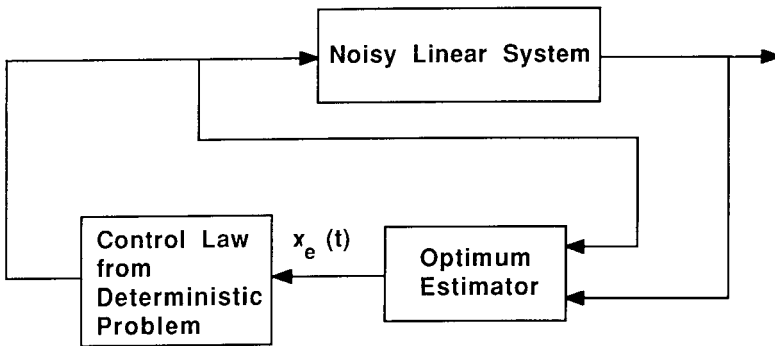 Noisy Linear System
Control Law
from
Deterministic
Problem
x_e (t)
Optimum
Estimator